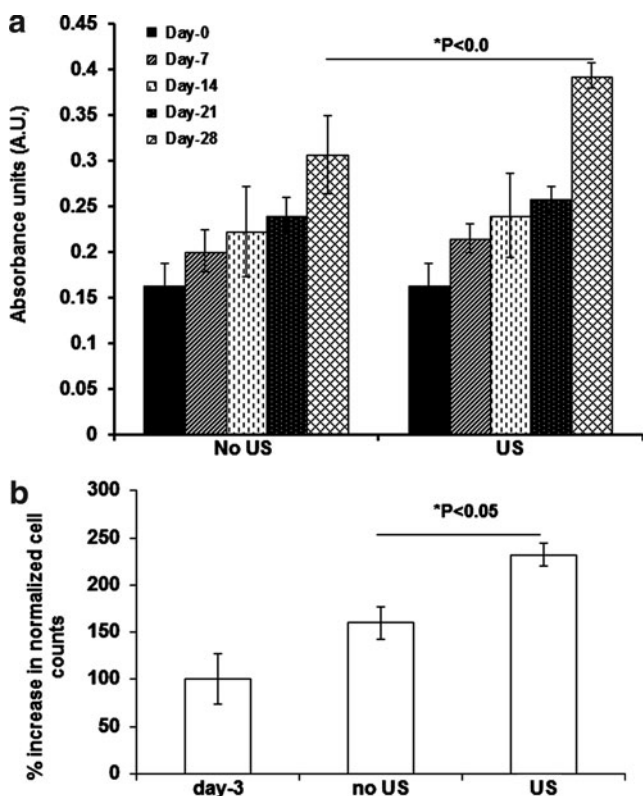 a
Absorbance units (A.U.)
0.45
0.4
0.35
0.3
0.25
0.2
0.15
0.1
0.05
0
Day-0
Day-7
Day-14
Day-21
Day-28
*P<0.0
No US
US
b
% increase in normalized cell
counts
300
250
200
150
100
50
0
*P<0.05
day-3
no US
US